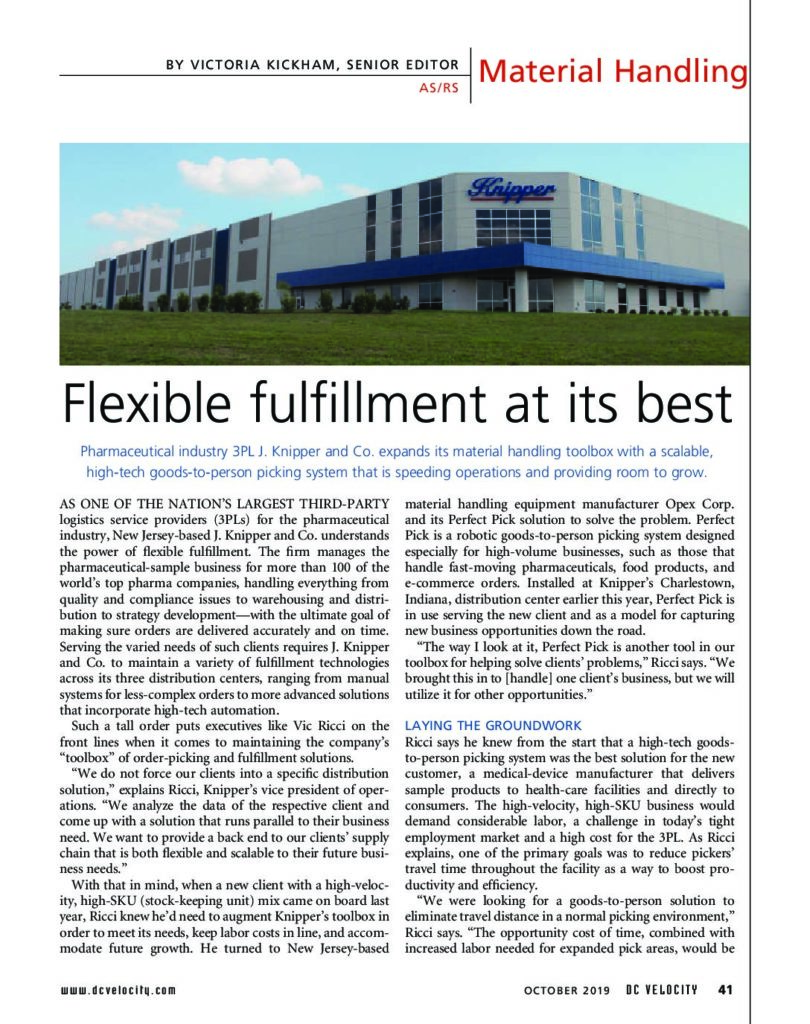 BY VICTORIA KICKHAM, SENIOR EDITOR
AS/RS
Material Handling
Knipper
Flexible fulfillment at its best
Pharmaceutical industry 3PL J. Knipper and Co. expands its material handling toolbox with a scalable,
high-tech goods-to-person picking system that is speeding operations and providing room to grow.
AS ONE OF THE NATION'S LARGEST THIRD-PARTY
logistics service providers (3PLs) for the pharmaceutical
industry, New Jersey-based J. Knipper and Co. understands
the power of flexible fulfillment. The firm manages the
pharmaceutical-sample business for more than 100 of the
world's top pharma companies, handling everything from
quality and compliance issues to warehousing and distri-
bution to strategy development—with the ultimate goal of
making sure orders are delivered accurately and on time.
Serving the varied needs of such clients requires J. Knipper
and Co. to maintain a variety of fulfillment technologies
across its three distribution centers, ranging from manual
systems for less-complex orders to more advanced solutions
that incorporate high-tech automation.
Such a tall order puts executives like Vic Ricci on the
front lines when it comes to maintaining the company's
“toolbox” of order-picking and fulfillment solutions.
“We do not force our clients into a specific distribution
solution,” explains Ricci, Knipper's vice president of oper-
ations. “We analyze the data of the respective client and
come up with a solution that runs parallel to their business
need. We want to provide a back end to our clients' supply
chain that is both flexible and scalable to their future busi-
ness needs.”
With that in mind, when a new client with a high-veloc-
ity, high-SKU (stock-keeping unit) mix came on board last
year, Ricci knew he'd need to augment Knipper's toolbox in
order to meet its needs, keep labor costs in line, and accom-
modate future growth. He turned to New Jersey-based
material handling equipment manufacturer Opex Corp.
and its Perfect Pick solution to solve the problem. Perfect
Pick is a robotic goods-to-person picking system designed
especially for high-volume businesses, such as those that
handle fast-moving pharmaceuticals, food products, and
e-commerce orders. Installed at Knipper's Charlestown,
Indiana, distribution center earlier this year, Perfect Pick is
in use serving the new client and as a model for capturing
new business opportunities down the road.
“The way I look at it, Perfect Pick is another tool in our
toolbox for helping solve clients' problems,” Ricci says. “We
brought this in to [handle] one client's business, but we will
utilize it for other opportunities.”
LAYING THE GROUNDWORK
Ricci says he knew from the start that a high-tech goods-
to-person picking system was the best solution for the new
customer, a medical-device manufacturer that delivers
sample products to health-care facilities and directly to
consumers. The high-velocity, high-SKU business would
demand considerable labor, a challenge in today's tight
employment market and a high cost for the 3PL. As Ricci
explains, one of the primary goals was to reduce pickers'
travel time throughout the facility as a way to boost pro-
ductivity and efficiency.
“We were looking for a goods-to-person solution to
eliminate travel distance in a normal picking environment,”
Ricci says. “The opportunity cost of time, combined with
increased labor needed for expanded pick areas, would be
www.dcvelocity.com
OCTOBER 2019 DC VELOCITY 41